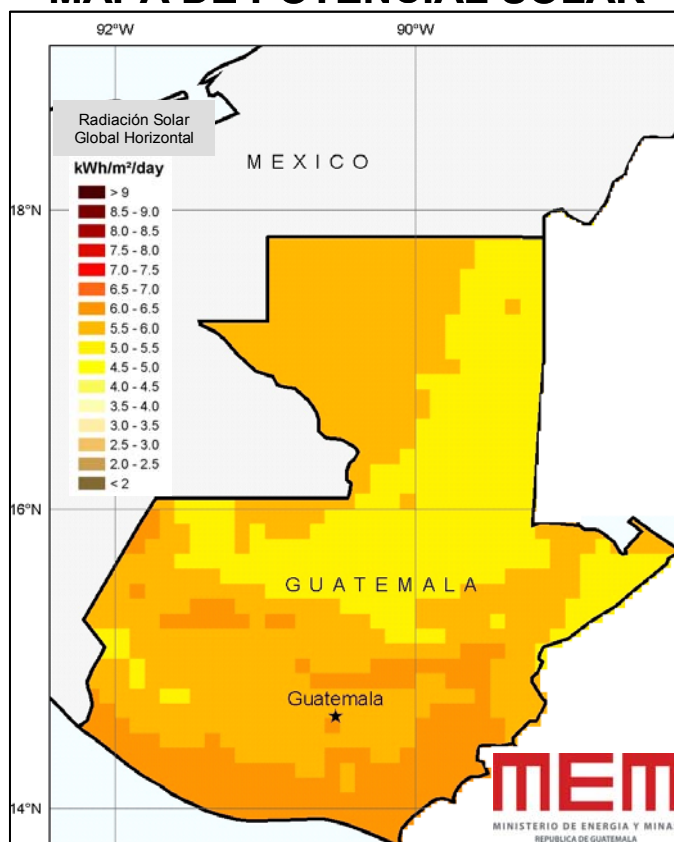 MAPA DE POTENCIAL SOLAR
92°W
90°W
Radiación Solar
Global Horizontal
kWh/m²/day
> 9
8.5 - 9.0
8.0 - 8.5
7.5 - 8.0
7.0 - 7.5
6.5 - 7.0
6.0 - 6.5
5.5 - 6.0
5.0 - 5.5
4.5 - 5.0
4.0 - 4.5
3.5 - 4.0
3.0 - 3.5
2.5 - 3.0
2.0 - 2.5
< 2
MEXICO
18°N
16°N
GUATEMALA
Guatemala
14°N
MEM
MINISTERIO DE ENERGIA Y MINAS
REPUBLICA DE GUATEMALA